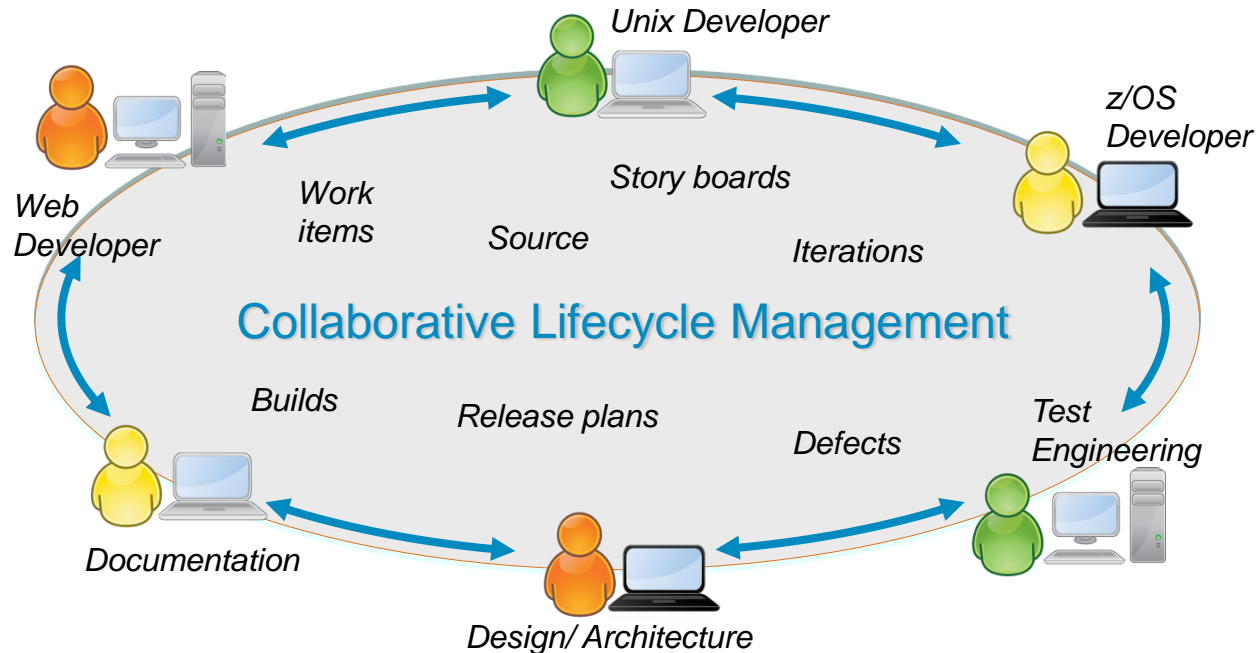 Unix Developer
z/OS
Developer
Story boards
Work
items
Web
Developer
Source
Iterations
Collaborative Lifecycle Management
Builds
Release plans
Test
Engineering
Defects
Documentation
Design/ Architecture